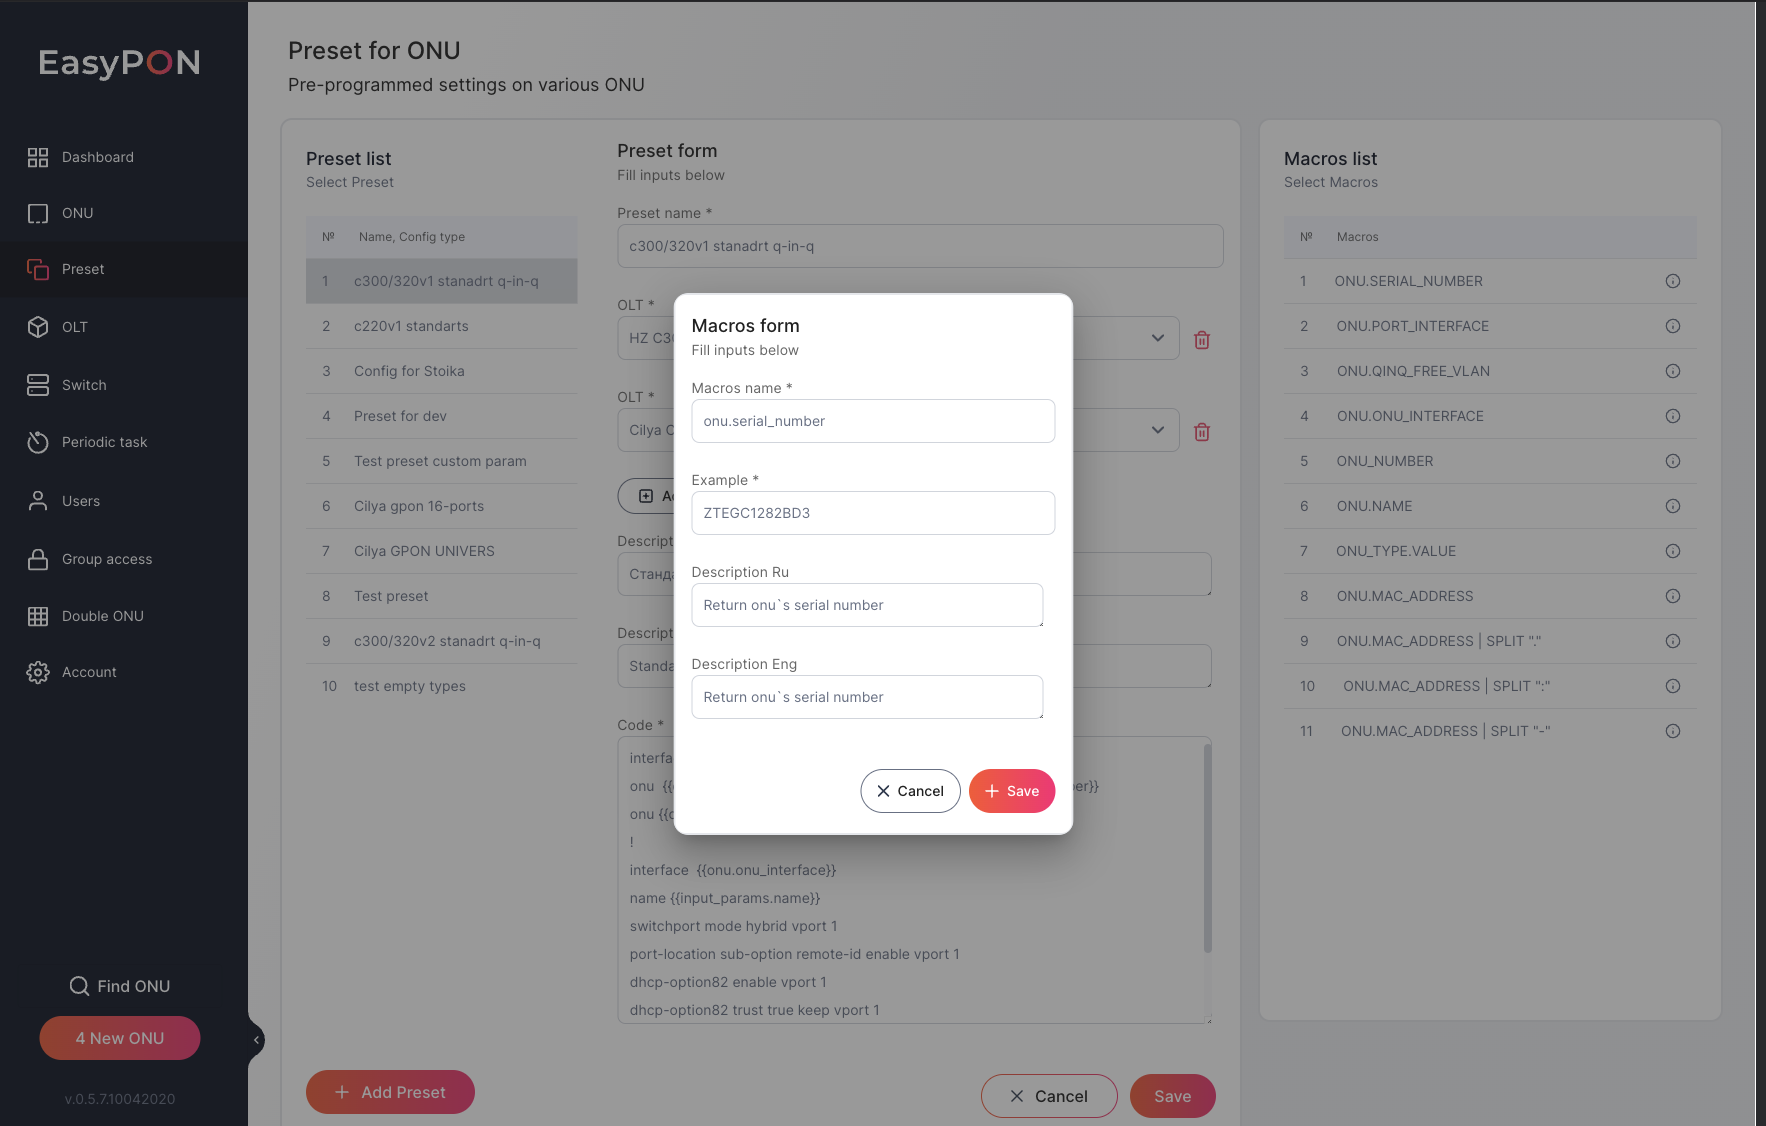 EasyPON
Dashboard
ONU
Preset
OLT
Switch
Periodic task
Users
Group access
Double ONU
Account
Find ONU
4 New ONU
v.0.5.7.10042020
Preset for ONU
Pre-programmed settings on various ONU
Preset list
Select Preset
№ Name, Config type
1 c300/320v1 stanadrt q-in-q
2 c220v1 standarts
3 Config for Stoika
4 Preset for dev
5 Test preset custom param
6 Cilya gpon 16-ports
7 Cilya GPON UNIVERS
8 Test preset
9 c300/320v2 stanadrt q-in-q
10 test empty types
Add Preset
Preset form
Fill inputs below
Preset name *
c300/320v1 stanadrt q-in-q
OLT *
HZ
OLT *
Cilya
Code *
onu
onu
!
interface {{onu.onu_interface}}
name {{input_params.name}}
switchport mode hybrid vport 1
port-location sub-option remote-id enable vport 1
dhcp-option82 enable vport 1
dhcp-option82 trust true keep vport 1
Cancel
Save
Macros form
Fill inputs below
Macros name *
onu.serial_number
Example *
ZTEGC1282BD3
Description Ru
Return onu`s serial number
Description Eng
Return onu`s serial number
Cancel
Save
Macros list
Select Macros
№ Macros
1 ONU.SERIAL_NUMBER
2 ONU.PORT_INTERFACE
3 ONU.QINQ_FREE_VLAN
4 ONU.ONU_INTERFACE
5 ONU_NUMBER
6 ONU.NAME
7 ONU_TYPE.VALUE
8 ONU.MAC_ADDRESS
9 ONU.MAC_ADDRESS | SPLIT "."
10 ONU.MAC_ADDRESS | SPLIT ":"
11 ONU.MAC_ADDRESS | SPLIT "-"